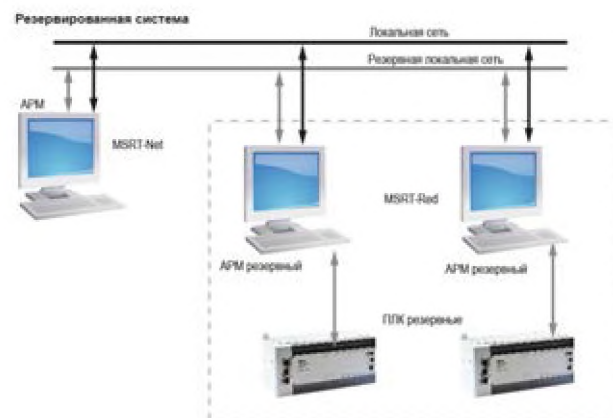 Резервированная система
Локальная сеть
Резервная локальная сеть
АРМ
MSRT-Net
MSRT-Red
АРМ резервный
АРМ резервный
ПЛК резервные